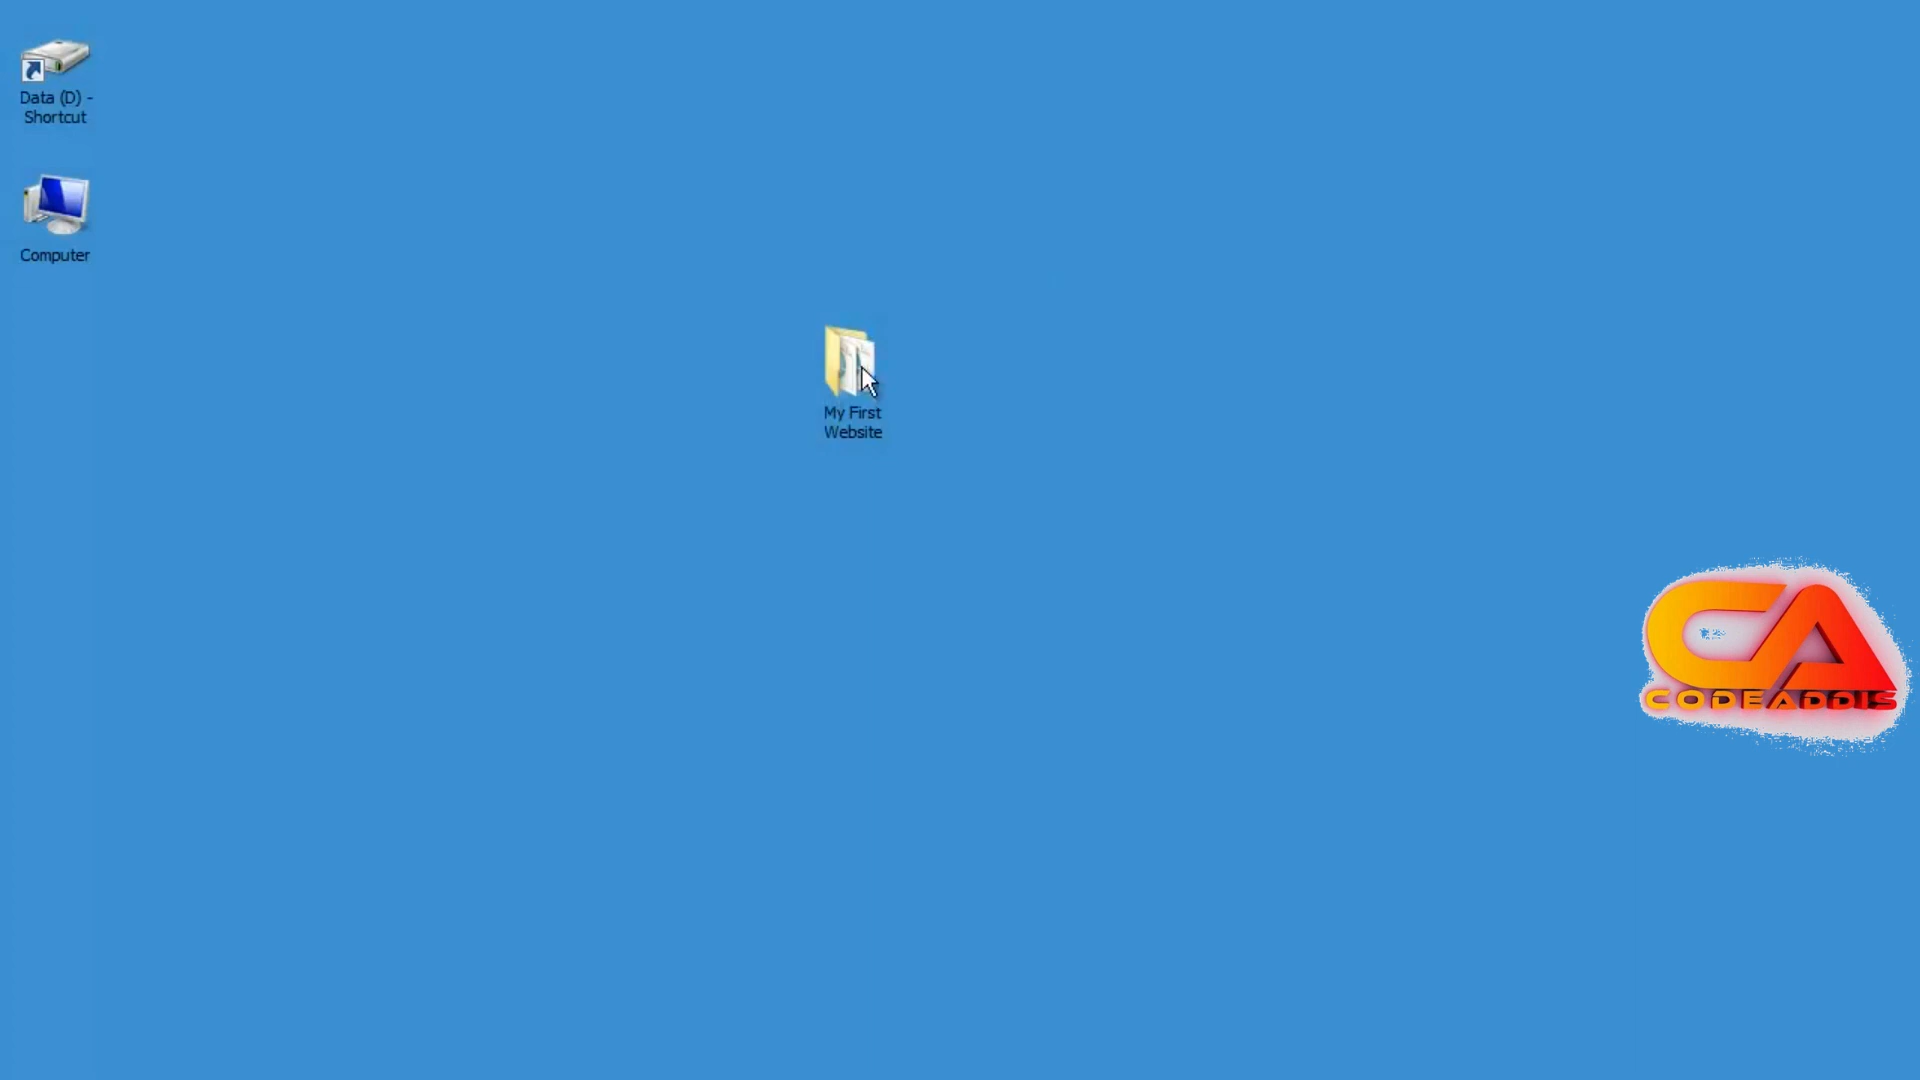 Data (D) -
Shortcut
Computer
My First
Website
CA
CODEADDIS